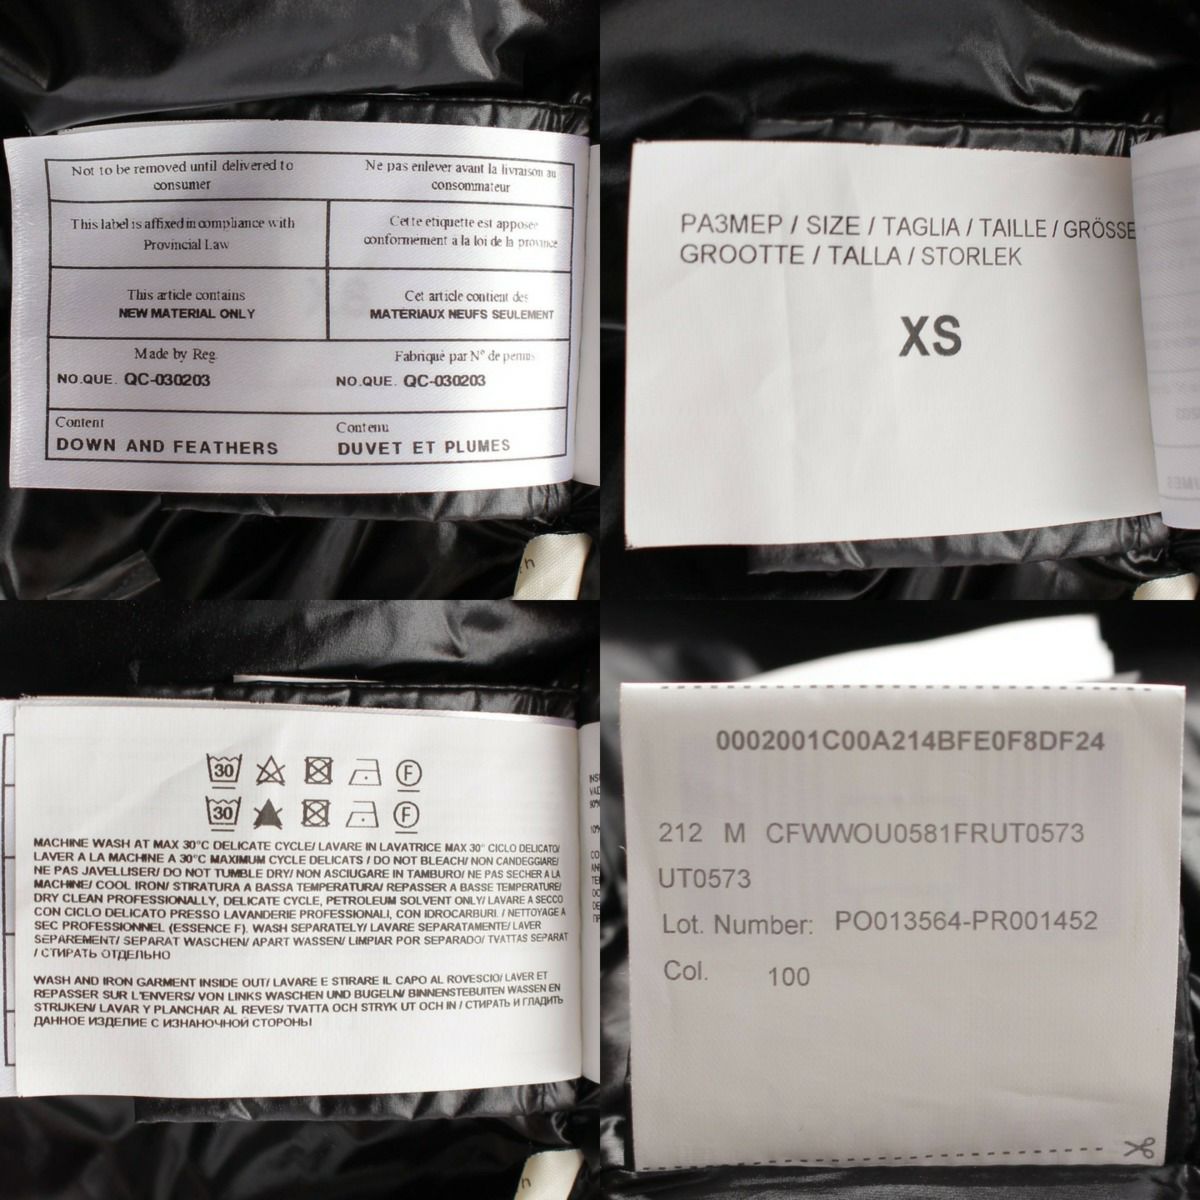 Not to be removed until delivered to
consumer
Ne pas enlever avant la livraison au
consommateur
This label is affixed in compliance with
Provincial Law
Cette etiquette est apposee
conformement a la loi de la province
This article contains
NEW MATERIAL ONLY
Cet article contient des
MATERIAUX NEUFS SEULEMENT
Made by Reg.
NO.QUE. QC-030203
Fabriqué par N° de permis
NO.QUE. QC-030203
Content
DOWN AND FEATHERS
Contenu
DUVET ET PLUMES
РАЗМЕР / SIZE / TAGLIA / TAILLE / GRÖSSE
GROOTTE / TALLA / STORLEK
XS
30 F
30 F
MACHINE WASH AT MAX 30°C DELICATE CYCLE/ LAVARE IN LAVATRICE MAX 30° CICLO DELICATO/
LAVER A LA MACHINE A 30°C MAXIMUM CYCLE DELICATS / DO NOT BLEACH/ NON CANDEGGIARE/
NE PAS JAVELLISER/ DO NOT TUMBLE DRY/ NON ASCIUGARE IN TAMBURO/ NE PAS SECHER A LA
MACHINE/ COOL IRON/ STIRATURA A BASSA TEMPERATURA/ REPASSER A BASSE TEMPERATURE/
DRY CLEAN PROFESSIONALLY, DELICATE CYCLE, PETROLEUM SOLVENT ONLY/ LAVARE A SECCO
CON CICLO DELICATO PRESSO LAVANDERIE PROFESSIONALI, CON IDROCARBURI / NETTOYAGE A
SEC PROFESSIONNEL (ESSENCE F). WASH SEPARATELY/ LAVARE SEPARATAMENTE/ LAVER
SEPAREMENT/ SEPARAT WASCHEN/ APART WASSEN/ LIMPIAR POR SEPARADO/ TVATTAS SEPARAT
/ СТИРАТЬ ОТДЕЛЬНО
WASH AND IRON GARMENT INSIDE OUT/ LAVARE E STIRARE IL CAPO AL ROVESCIO/ LAVER ET
REPASSER SUR L'ENVERS/ VON LINKS WASCHEN UND BUGELN/ BINNENSTEBUITEN WASSEN EN
STRIJKEN/ LAVAR Y PLANCHAR AL REVES/ TVATTA OCH STRYK UT OCH IN / СТИРАТЬ И ГЛАДИТЬ
ДАННОЕ ИЗДЕЛИЕ С ИЗНАНОЧНОЙ СТОРОНЫ
0002001C00A214BFE0F8DF24
212 M CFWWOU0581FRUT0573
UT0573
Lot. Number: PO013564-PR001452
Col. 100